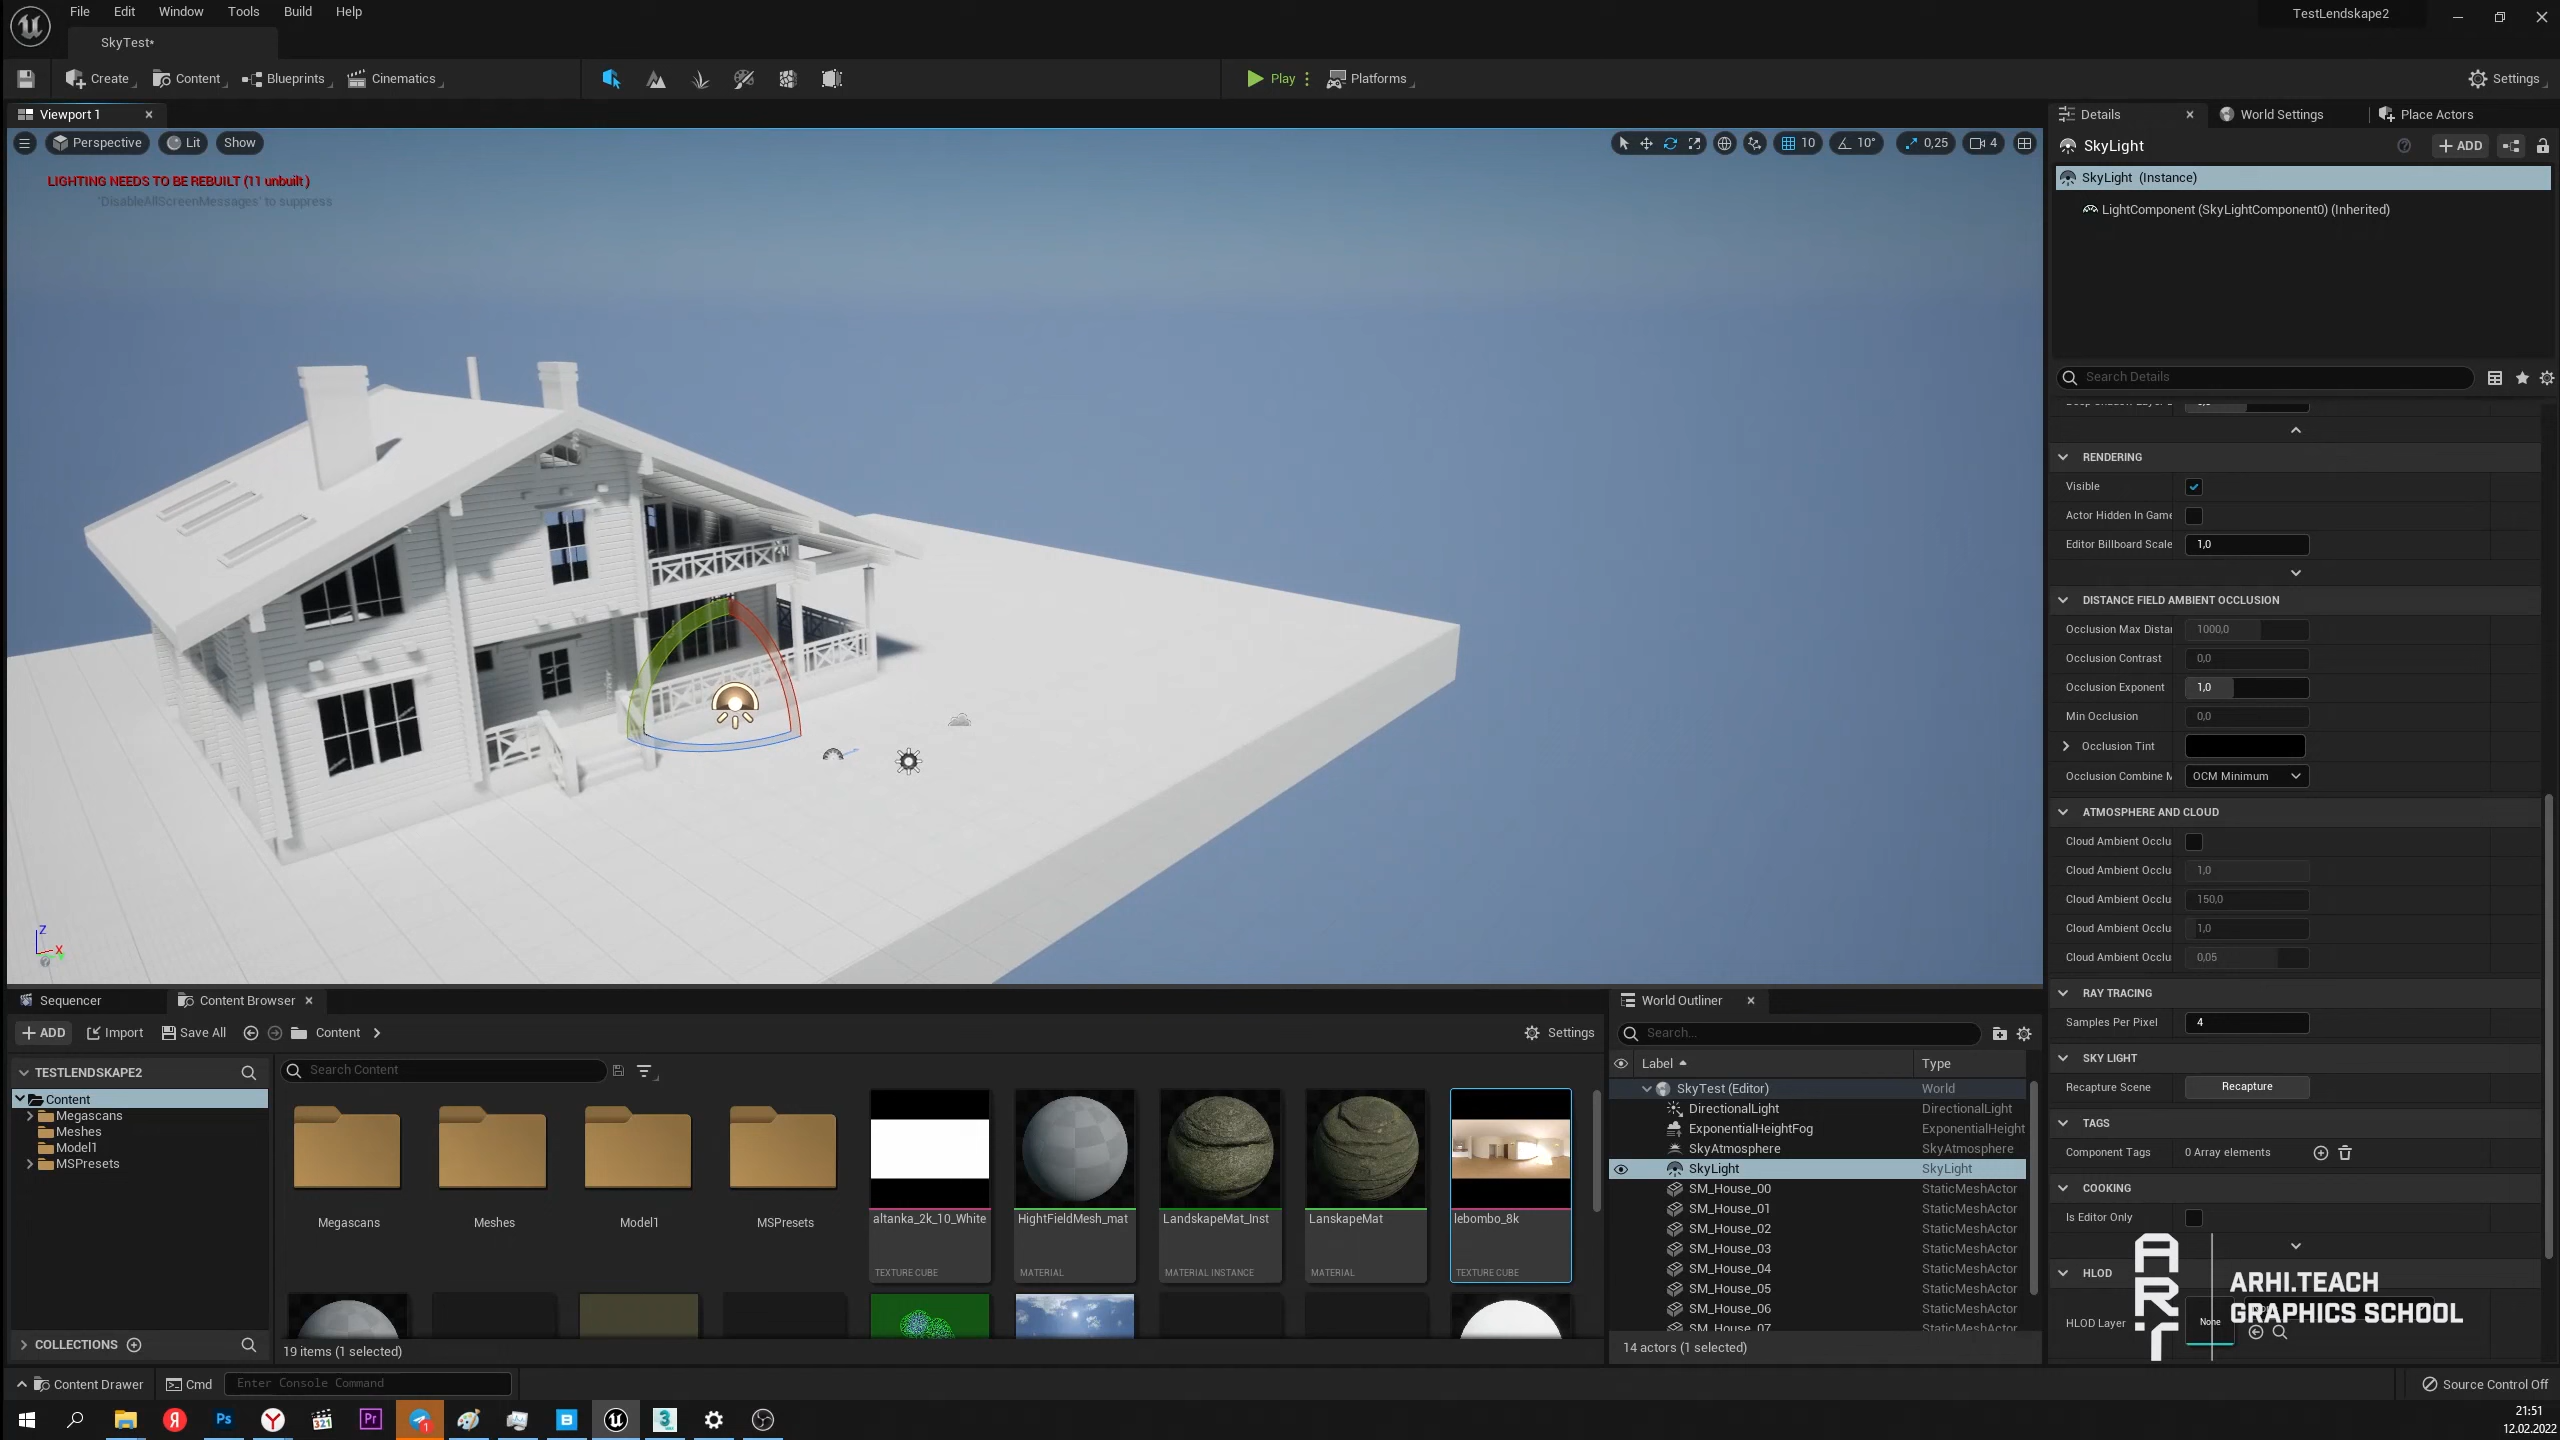 File Edit Window Tools Build Help
TestLendskape2
SkyTest*
Create Content Blueprints Cinematics
Play Platforms
Settings
Viewport 1
Details World Settings Place Actors
Perspective Lit Show
10 10° 0,25 4
SkyLight
ADD
LIGHTING NEEDS TO BE REBUILT (11 unbuilt)
'DisableAllScreenMessages' to suppress
SkyLight (Instance)
LightComponent (SkyLightComponent0) (Inherited)
Search Details
RENDERING
Visible
Actor Hidden In Game
Editor Billboard Scale 1,0
DISTANCE FIELD AMBIENT OCCLUSION
Occlusion Max Distar 1000,0
Occlusion Contrast 0,0
Occlusion Exponent 1,0
Min Occlusion 0,0
Occlusion Tint
Occlusion Combine M OCM Minimum
ATMOSPHERE AND CLOUD
Cloud Ambient Occlu
Cloud Ambient Occlu 1,0
Cloud Ambient Occlu 150,0
Cloud Ambient Occlu 1,0
Cloud Ambient Occlu 0,05
RAY TRACING
Samples Per Pixel 4
SKY LIGHT
Recapture Scene Recapture
TAGS
Component Tags 0 Array elements
COOKING
Is Editor Only
HLOD
HLOD Layer None
ART
ARHI.TEACH
GRAPHICS SCHOOL
Z
X
Sequencer Content Browser
ADD Import Save All Content
Settings
TESTLENDSKAPE2
Search Content
Content
Megascans
Meshes
Model1
MSPresets
COLLECTIONS
Megascans Meshes Model1 MSPresets
altanka_2k_10_White HightFieldMesh_mat LandskapeMat_Inst LanskapeMat lebombo_8k
TEXTURE CUBE MATERIAL MATERIAL INSTANCE MATERIAL TEXTURE CUBE
19 items (1 selected)
World Outliner
Search...
Label Type
SkyTest (Editor) World
DirectionalLight DirectionalLight
ExponentialHeightFog ExponentialHeight
SkyAtmosphere SkyAtmosphere
SkyLight SkyLight
SM_House_00 StaticMeshActor
SM_House_01 StaticMeshActor
SM_House_02 StaticMeshActor
SM_House_03 StaticMeshActor
SM_House_04 StaticMeshActor
SM_House_05 StaticMeshActor
SM_House_06 StaticMeshActor
SM_House_07 StaticMeshActor
14 actors (1 selected)
Content Drawer Cmd Enter Console Command
Source Control Off
Я Ps Y 321 Pr 1 B 3
21:51
12.02.2022